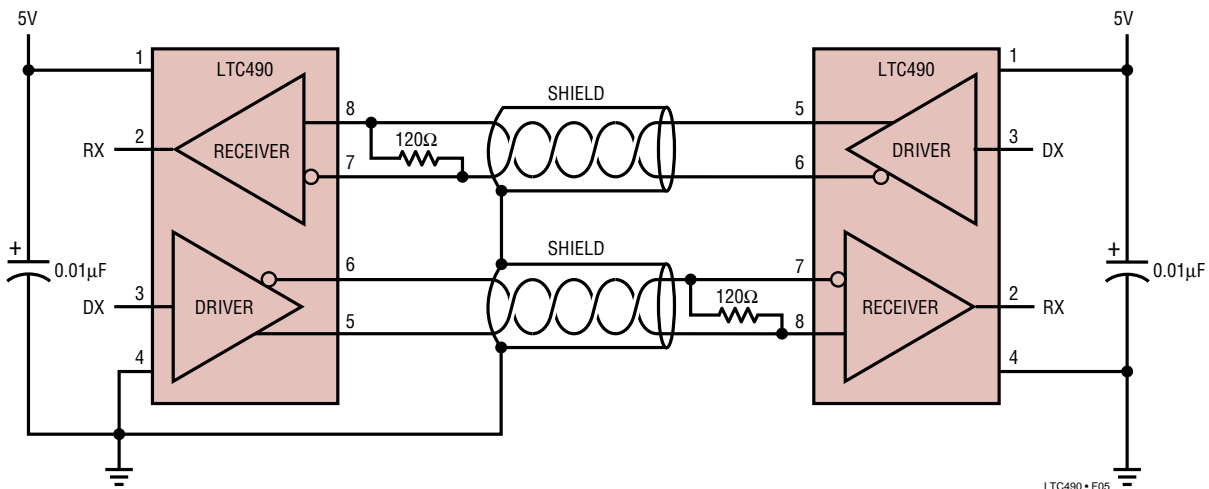 5V
5V
1
LTC490
LTC490
1
SHIELD
8
5
120Ω
RX
2
RECEIVER
DRIVER
3
DX
7
6
SHIELD
6
7
+
0.01µF
+
0.01µF
DX
3
DRIVER
120Ω
RECEIVER
2
RX
5
8
4
4
LTC490 • F05